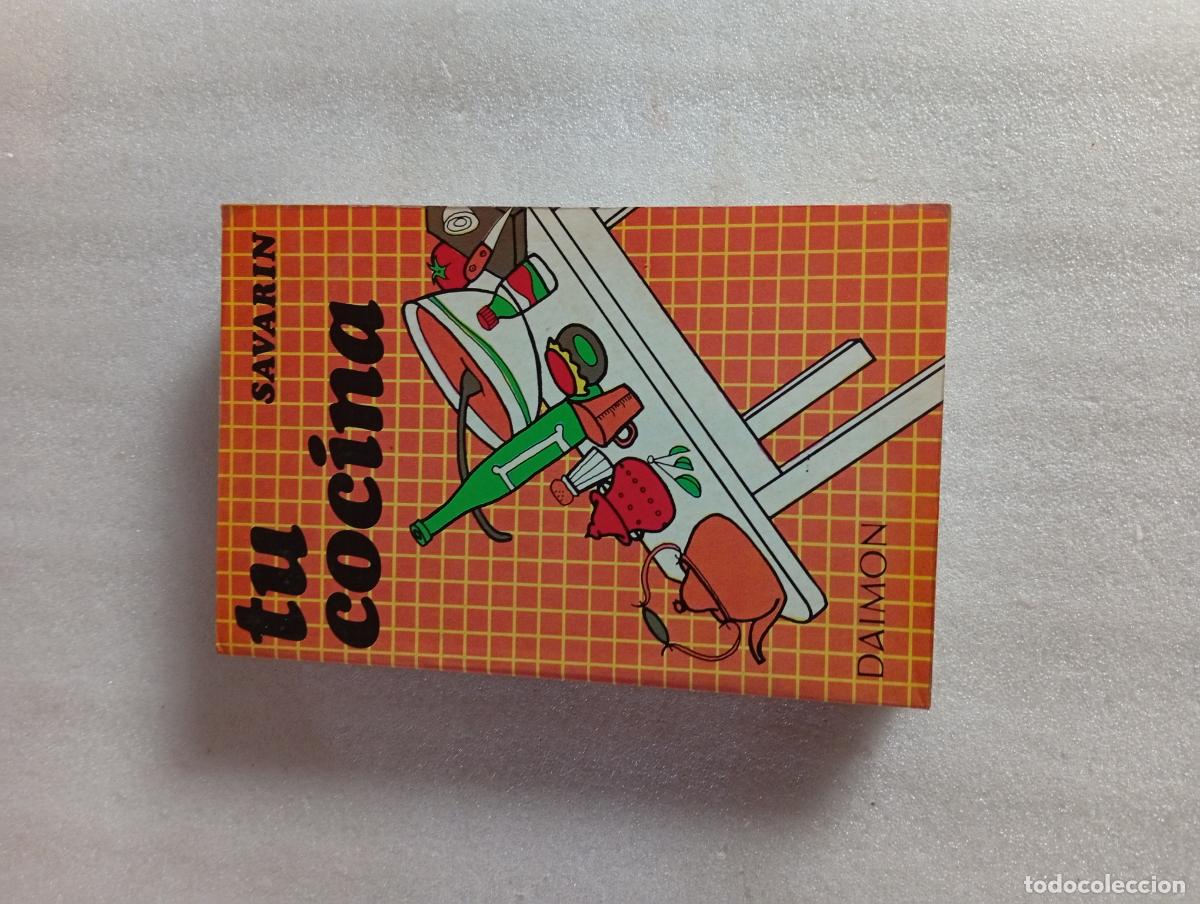 SAVARIN
tu
cocina
DAIMON
todocoleccion